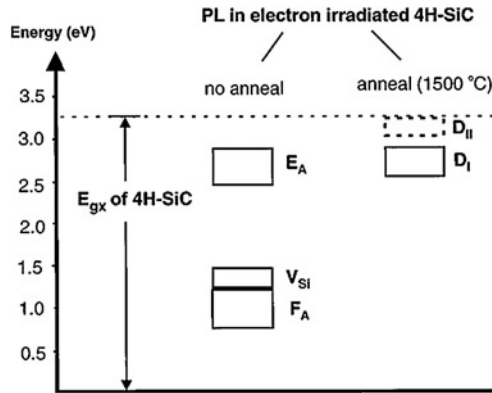 PL in electron irradiated 4H-SiC
Energy (eV)
no anneal
anneal (1500 °C)
3.5
3.0
2.5
2.0
1.5
1.0
0.5
E_gx of 4H-SiC
E_A
V_Si
F_A
D_II
D_I